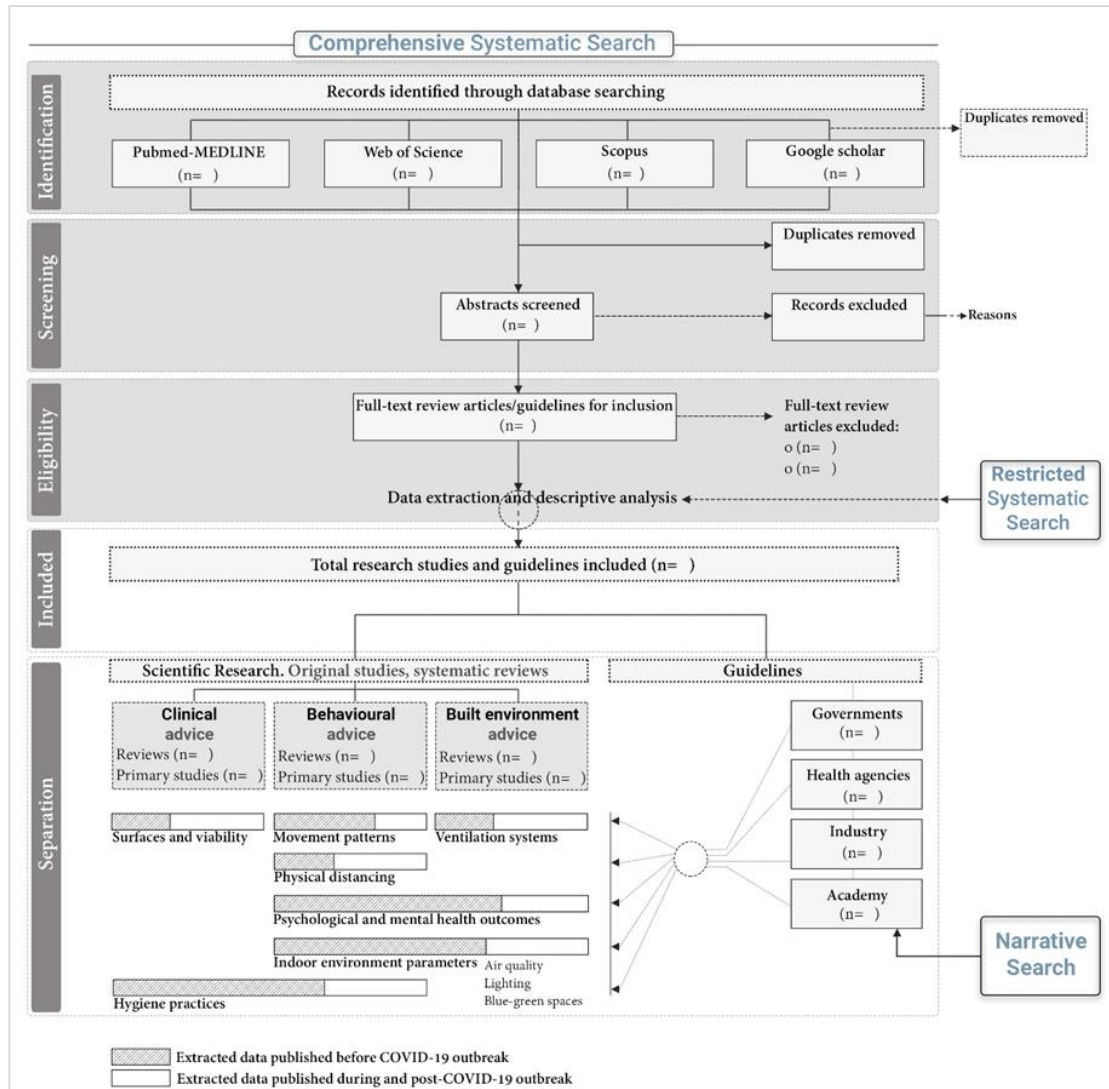 Comprehensive Systematic Search
Identification
Records identified through database searching
Duplicates removed
Pubmed-MEDLINE
(n=   )
Web of Science
(n=   )
Scopus
(n=   )
Google scholar
(n=   )
Screening
Duplicates removed
Abstracts screened
(n=   )
Records excluded
Reasons
Eligibility
Full-text review articles/guidelines for inclusion
(n=   )
Full-text review
articles excluded:
o (n=   )
o (n=   )
Data extraction and descriptive analysis
Restricted
Systematic
Search
Included
Total research studies and guidelines included (n=   )
Separation
Scientific Research. Original studies, systematic reviews
Clinical
advice
Reviews (n=   )
Primary studies (n=   )
Behavioural
advice
Reviews (n=   )
Primary studies (n=   )
Built environment
advice
Reviews (n=   )
Primary studies (n=   )
Surfaces and viability
Movement patterns
Ventilation systems
Physical distancing
Psychological and mental health outcomes
Indoor environment parameters
Air quality
Lighting
Blue-green spaces
Hygiene practices
Guidelines
Governments
(n=   )
Health agencies
(n=   )
Industry
(n=   )
Academy
(n=   )
Narrative
Search
Extracted data published before COVID-19 outbreak
Extracted data published during and post-COVID-19 outbreak